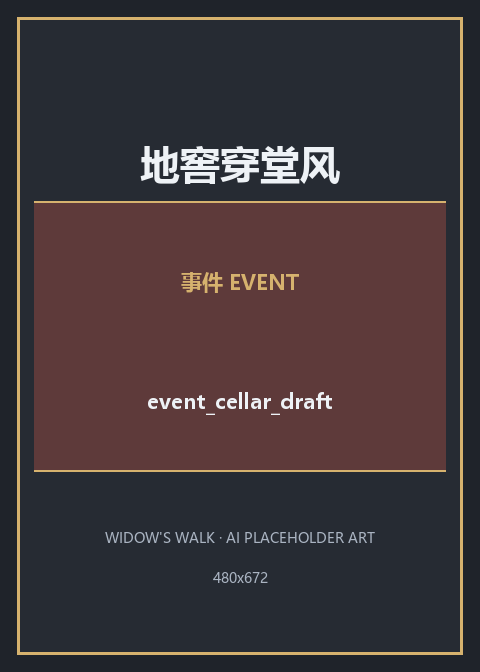 地窖穿堂风
事件 EVENT
event_cellar_draft
WIDOW'S WALK · AI PLACEHOLDER ART
480x672